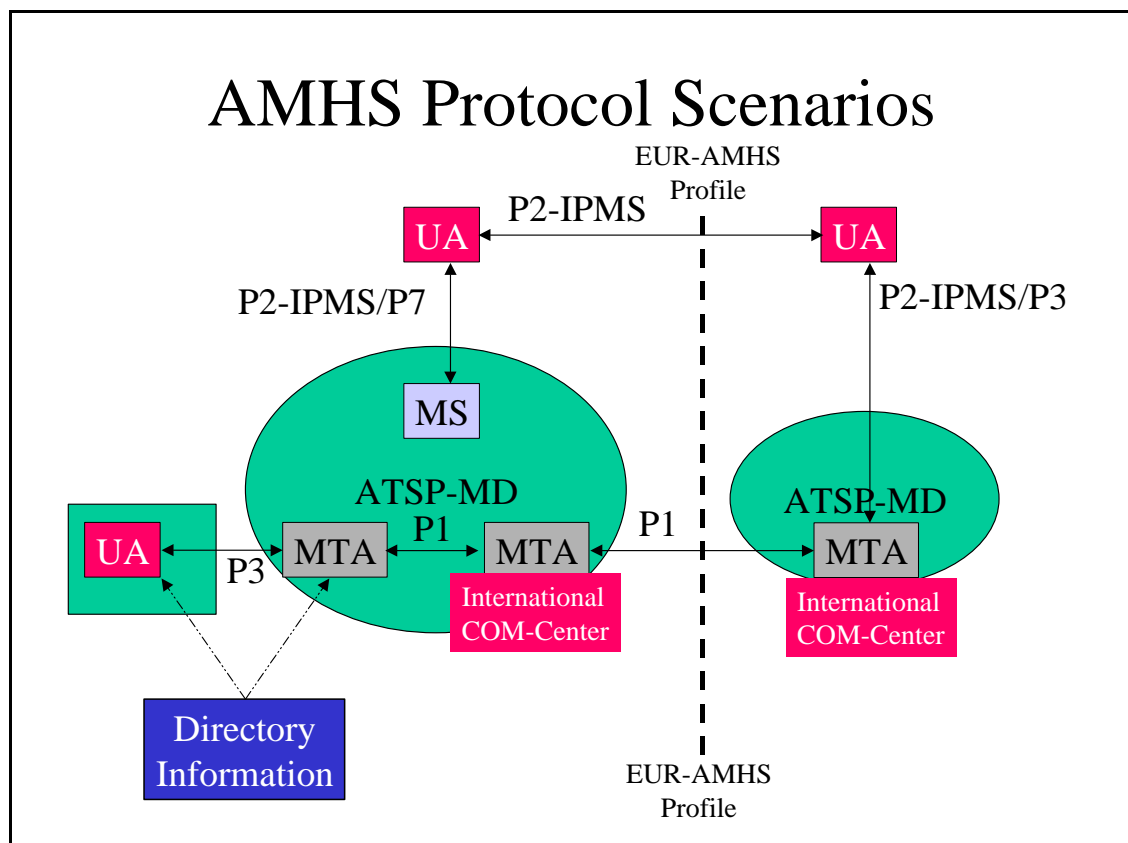 AMHS Protocol Scenarios
EUR-AMHS
Profile
P2-IPMS
UA
UA
P2-IPMS/P7
P2-IPMS/P3
MS
ATSP-MD
ATSP-MD
P1
P1
UA
P3
MTA
MTA
MTA
International
COM-Center
International
COM-Center
Directory
Information
EUR-AMHS
Profile